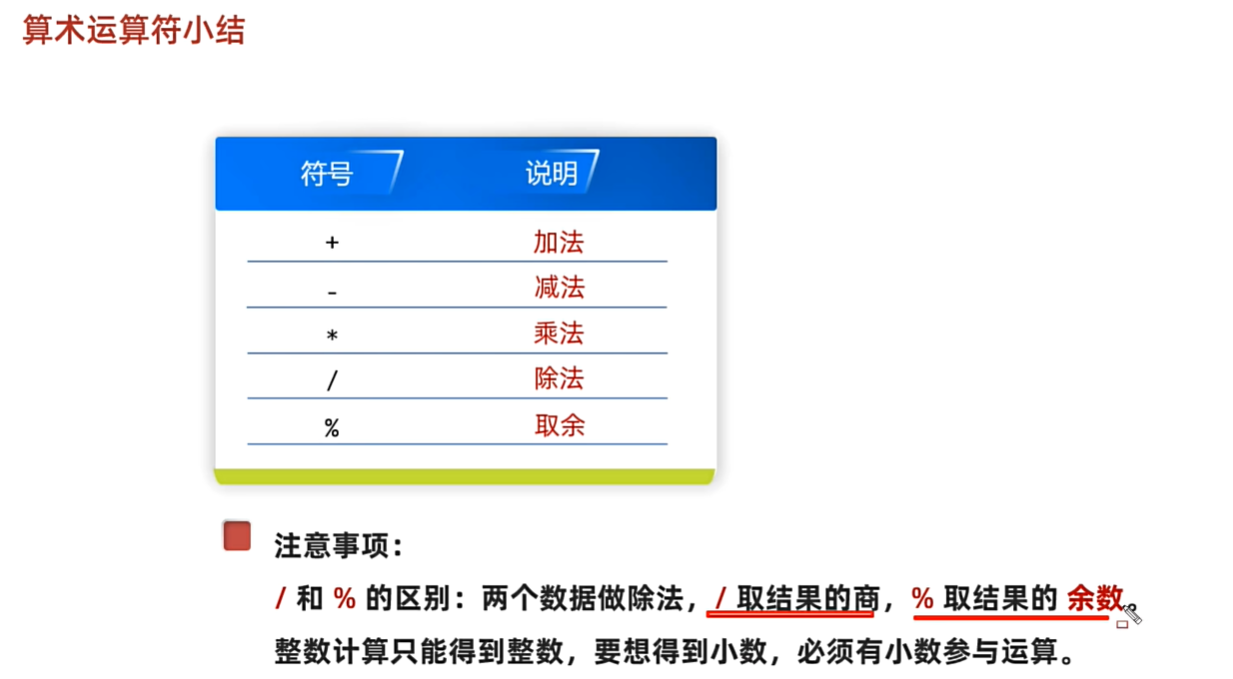 算术运算符小结
符号 说明
+ 加法
- 减法
* 乘法
/ 除法
% 取余
注意事项：
/ 和 % 的区别：两个数据做除法，/ 取结果的商，% 取结果的 余数。
整数计算只能得到整数，要想得到小数，必须有小数参与运算。